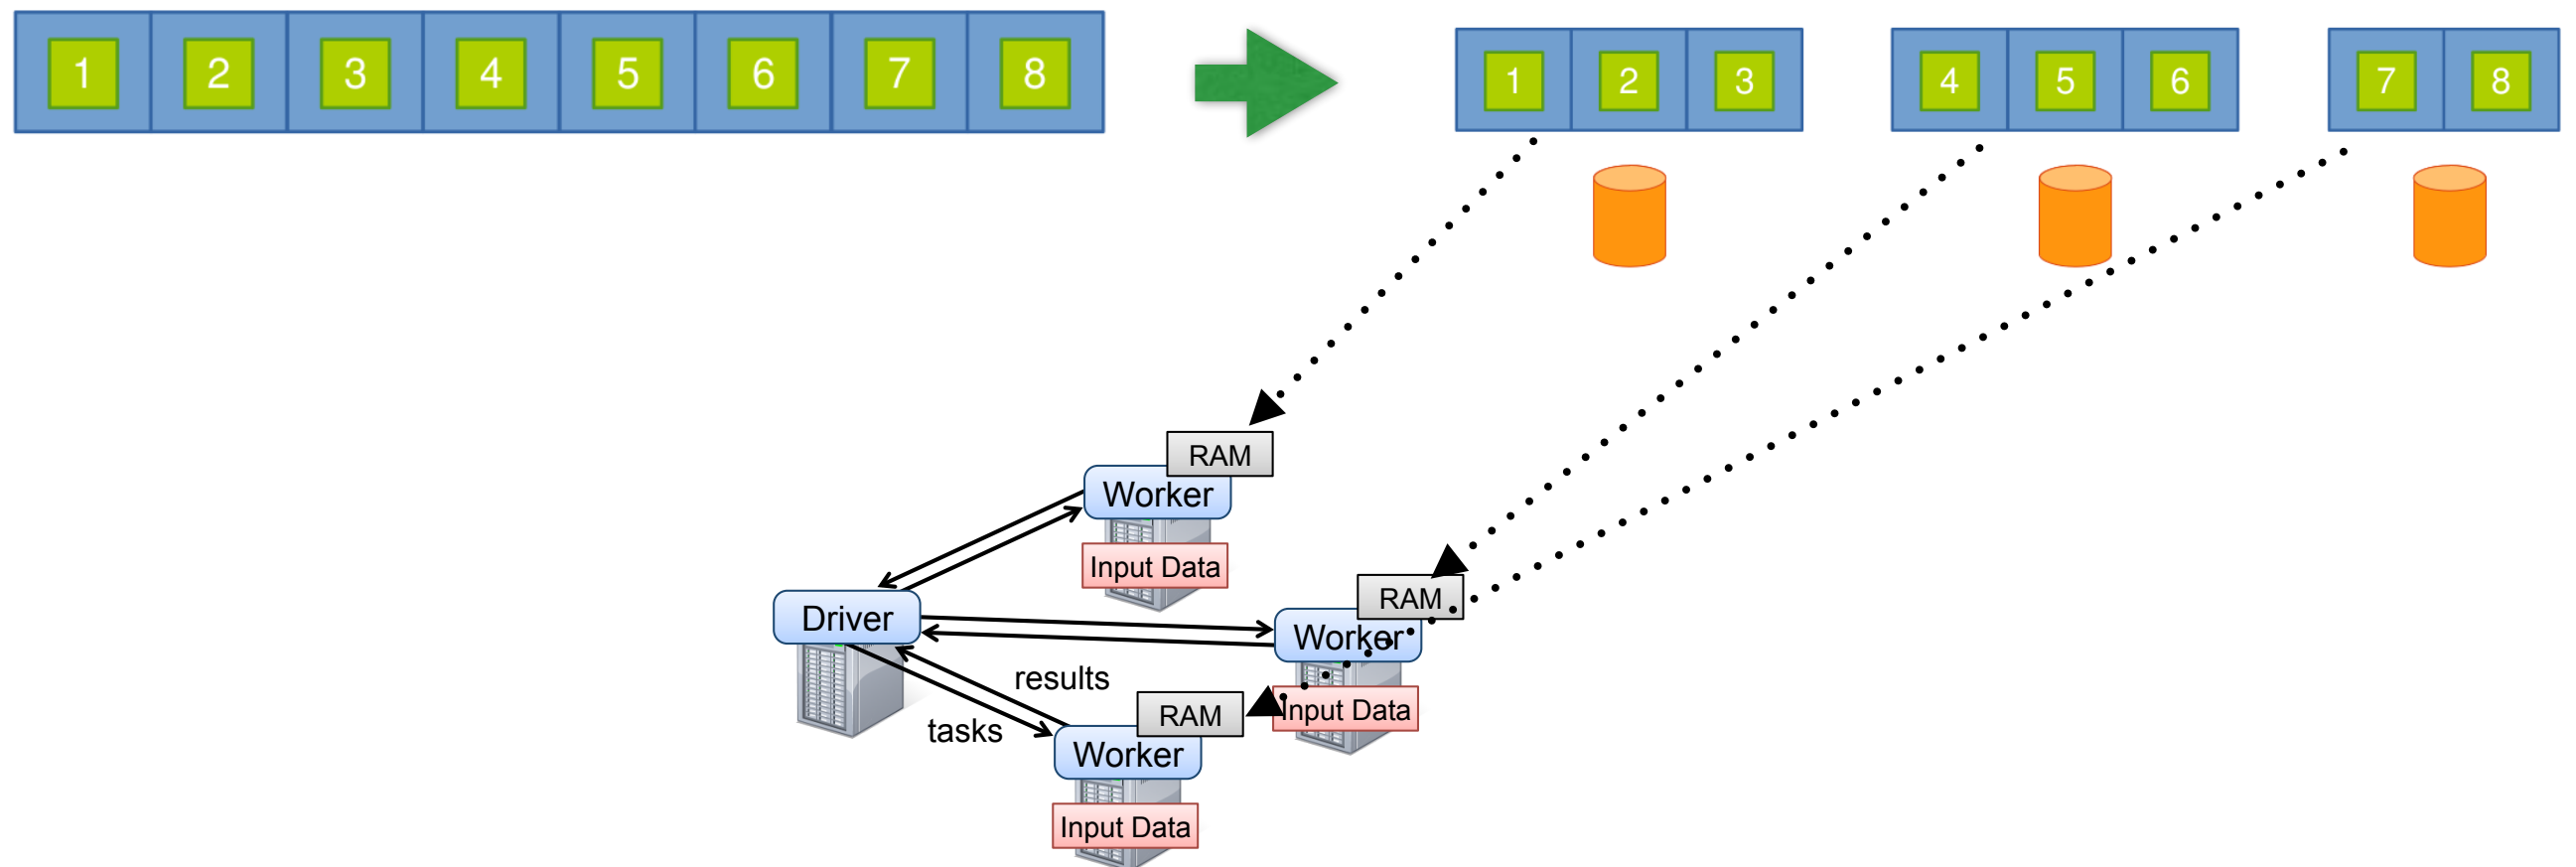 1 2 3 4 5 6 7 8
1 2 3
4 5 6
7 8
RAM
Worker
Input Data
Driver
RAM
Worker
results
Input Data
RAM
tasks
Worker
Input Data